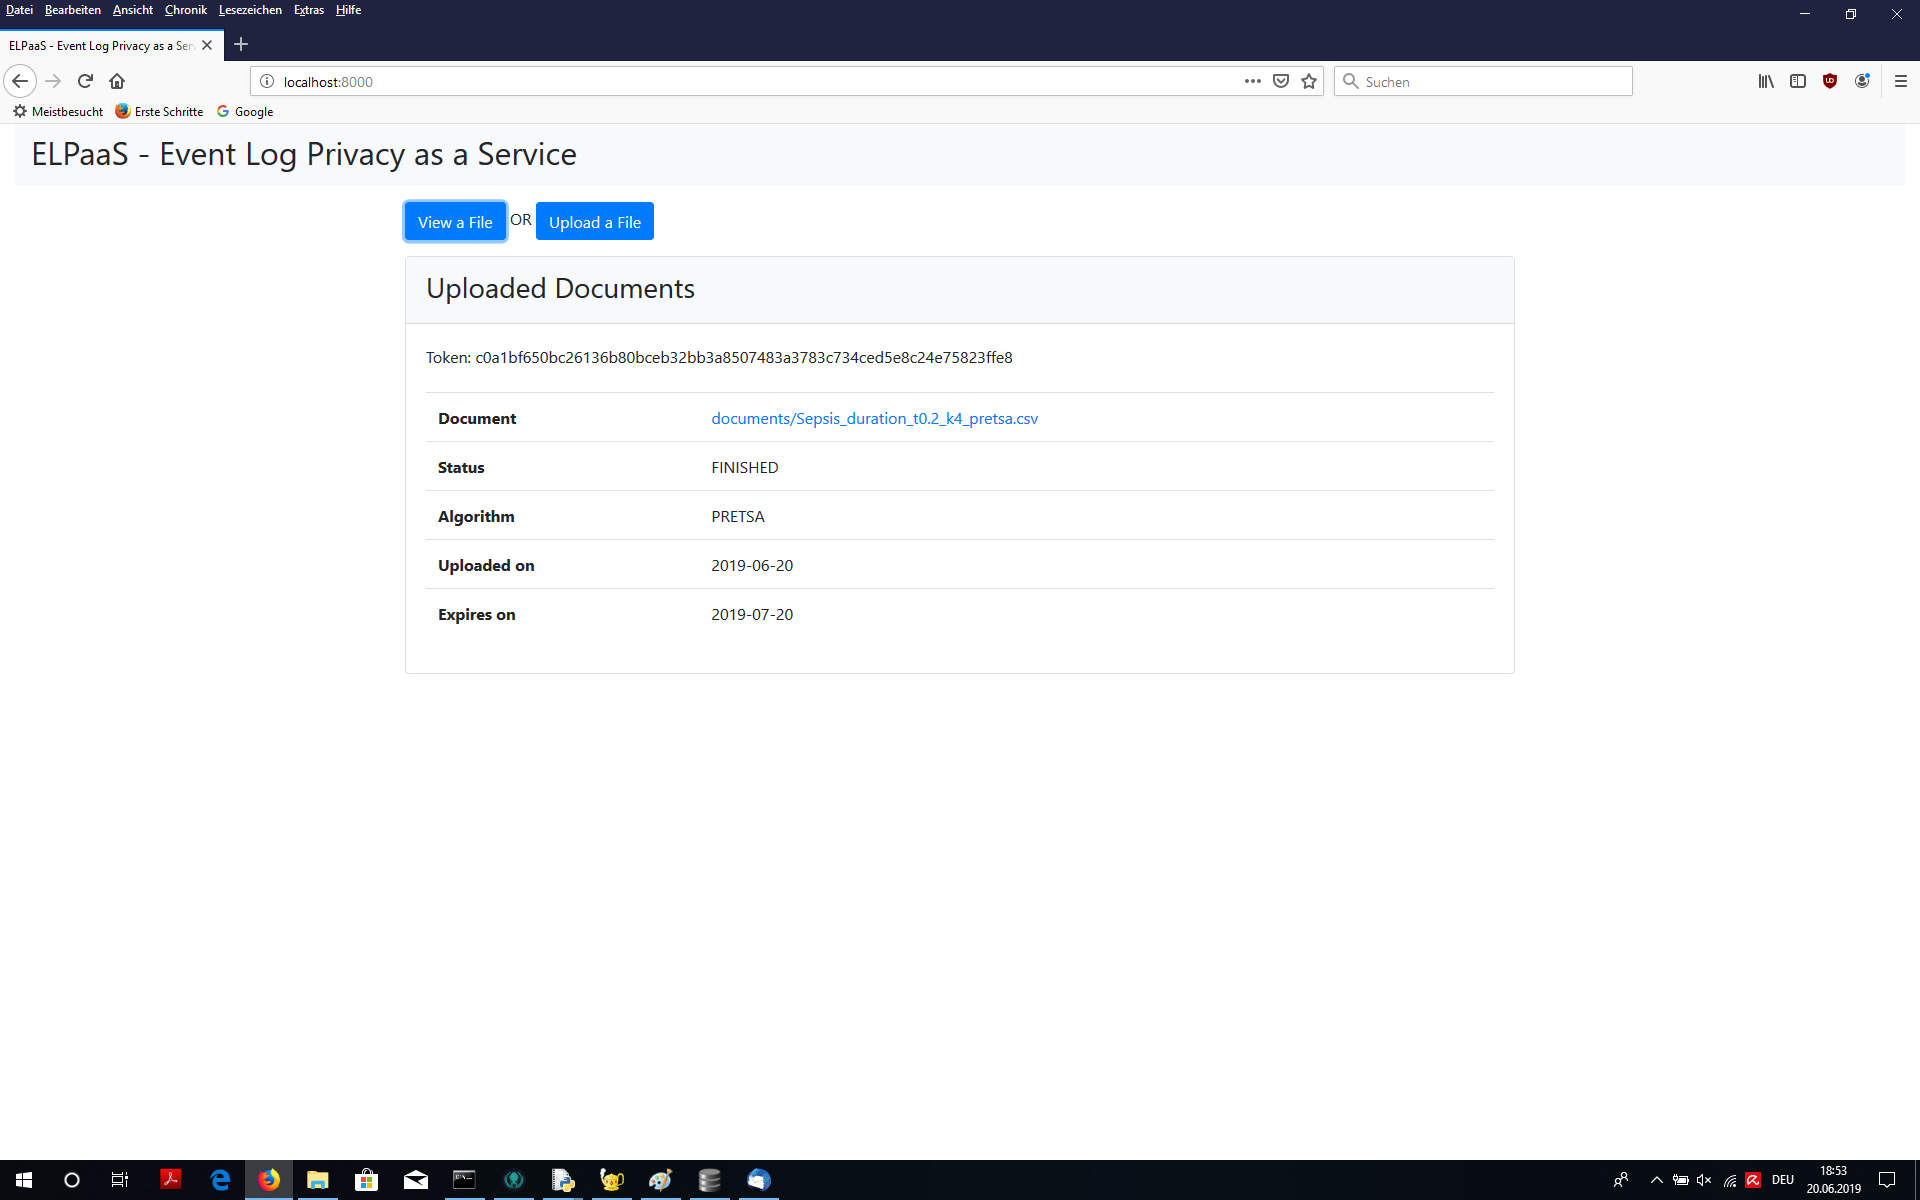 Datei Bearbeiten Ansicht Chronik Lesezeichen Extras Hilfe
ELPaaS - Event Log Privacy as a Ser
localhost:8000
Suchen
Meistbesucht Erste Schritte Google
ELPaaS - Event Log Privacy as a Service
View a File OR Upload a File
Uploaded Documents
Token: c0a1bf650bc26136b80bceb32bb3a8507483a3783c734ced5e8c24e75823ffe8
Document documents/Sepsis_duration_t0.2_k4_pretsa.csv
Status FINISHED
Algorithm PRETSA
Uploaded on 2019-06-20
Expires on 2019-07-20
DEU
18:53
20.06.2019